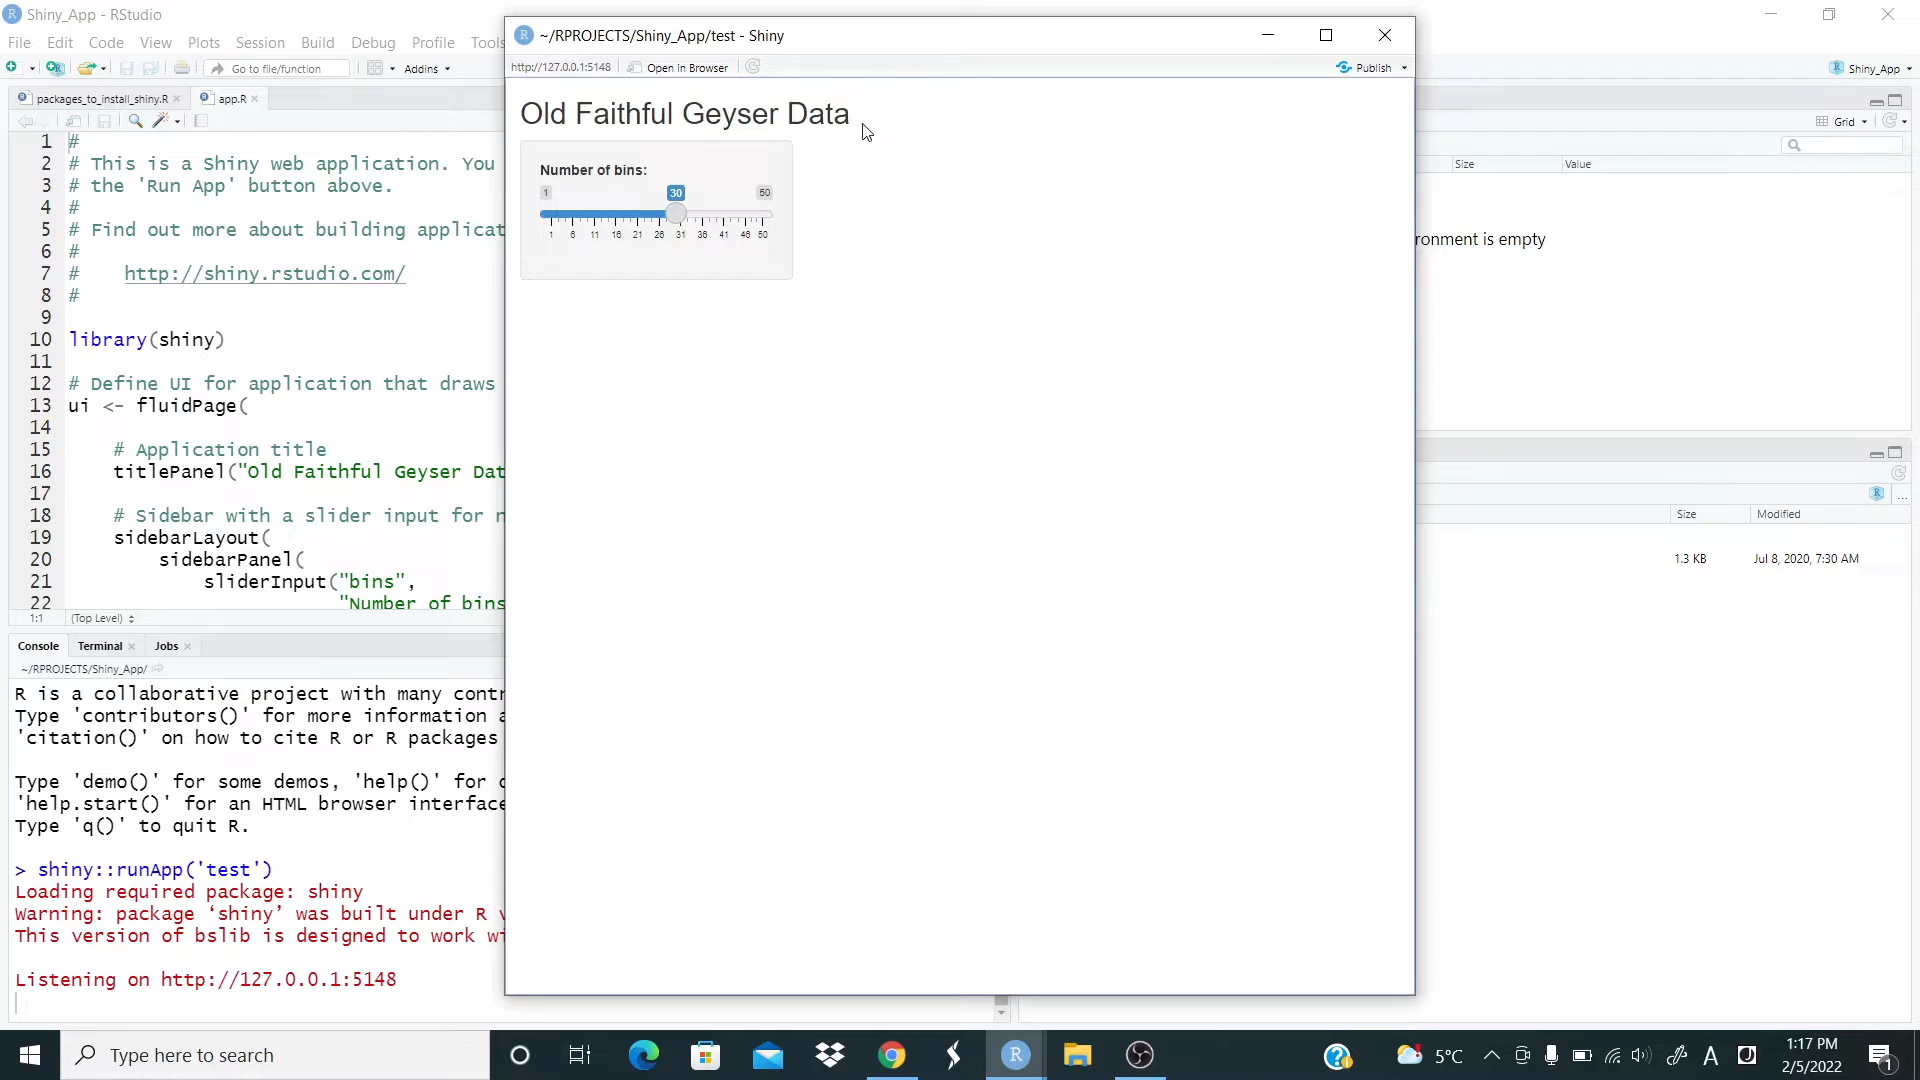 Shiny_App - RStudio
File Edit Code View Plots Session Build Debug Profile Tools
Go to file/function
Addins
Shiny_App
packages_to_install_shiny.R
app.R
1 #
2 # This is a Shiny web application. You
3 # the 'Run App' button above.
4 #
5 # Find out more about building applicat
6 #
7 # http://shiny.rstudio.com/
8 #
9
10 library(shiny)
11
12 # Define UI for application that draws
13 ui <- fluidPage(
14
15 # Application title
16 titlePanel("Old Faithful Geyser Dat
17
18 # Sidebar with a slider input for n
19 sidebarLayout(
20 sidebarPanel(
21 sliderInput("bins",
22 "Number of bins
1:1 (Top Level)
Console Terminal Jobs
~/RPROJECTS/Shiny_App/
R is a collaborative project with many contr
Type 'contributors()' for more information a
'citation()' on how to cite R or R packages
Type 'demo()' for some demos, 'help()' for o
'help.start()' for an HTML browser interface
Type 'q()' to quit R.
> shiny::runApp('test')
Loading required package: shiny
Warning: package ‘shiny’ was built under R v
This version of bslib is designed to work wi
Listening on http://127.0.0.1:5148
~/RPROJECTS/Shiny_App/test - Shiny
http://127.0.0.1:5148 Open in Browser Publish
Old Faithful Geyser Data
Number of bins:
1 30 50
1 6 11 16 21 26 31 36 41 46 50
Grid
Size Value
ronment is empty
...
Size Modified
1.3 KB Jul 8, 2020, 7:30 AM
Type here to search
5°C
A
1:17 PM
2/5/2022
1